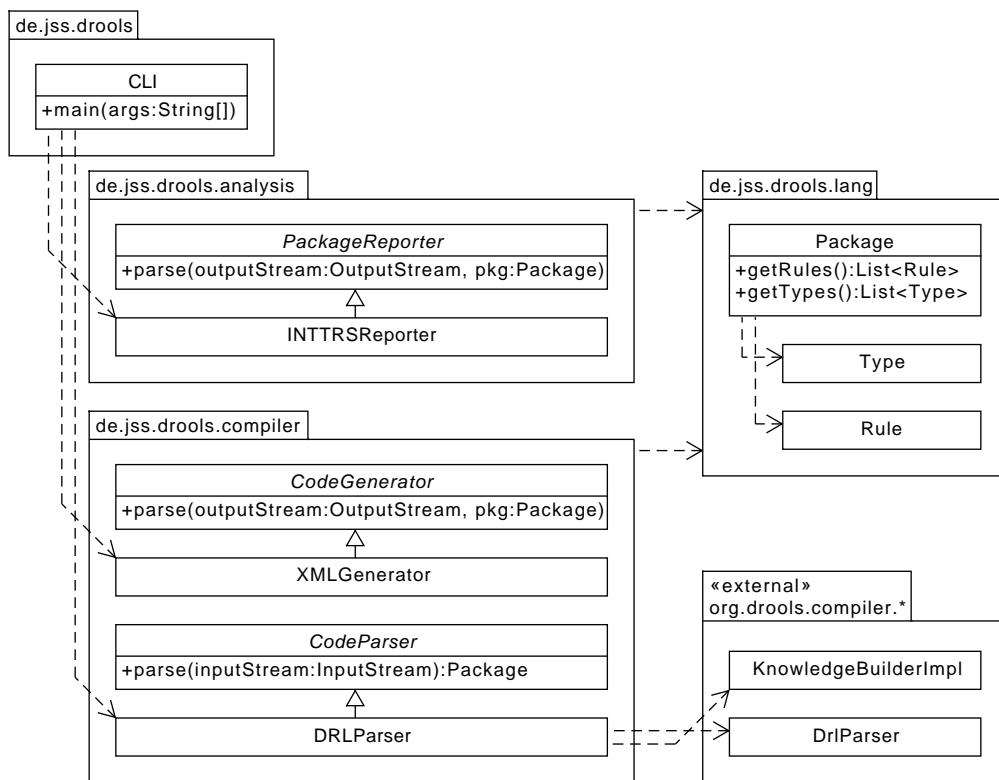 de.jss.drools
CLI
+main(args:String[])
de.jss.drools.analysis
PackageReporter
+parse(outputStream:OutputStream, pkg:Package)
INTTRSReporter
de.jss.drools.lang
Package
+getRules():List<Rule>
+getTypes():List<Type>
Type
Rule
de.jss.drools.compiler
CodeGenerator
+parse(outputStream:OutputStream, pkg:Package)
XMLGenerator
CodeParser
+parse(inputStream:InputStream):Package
DRLParser
«external»
org.drools.compiler.*
KnowledgeBuilderImpl
DrlParser